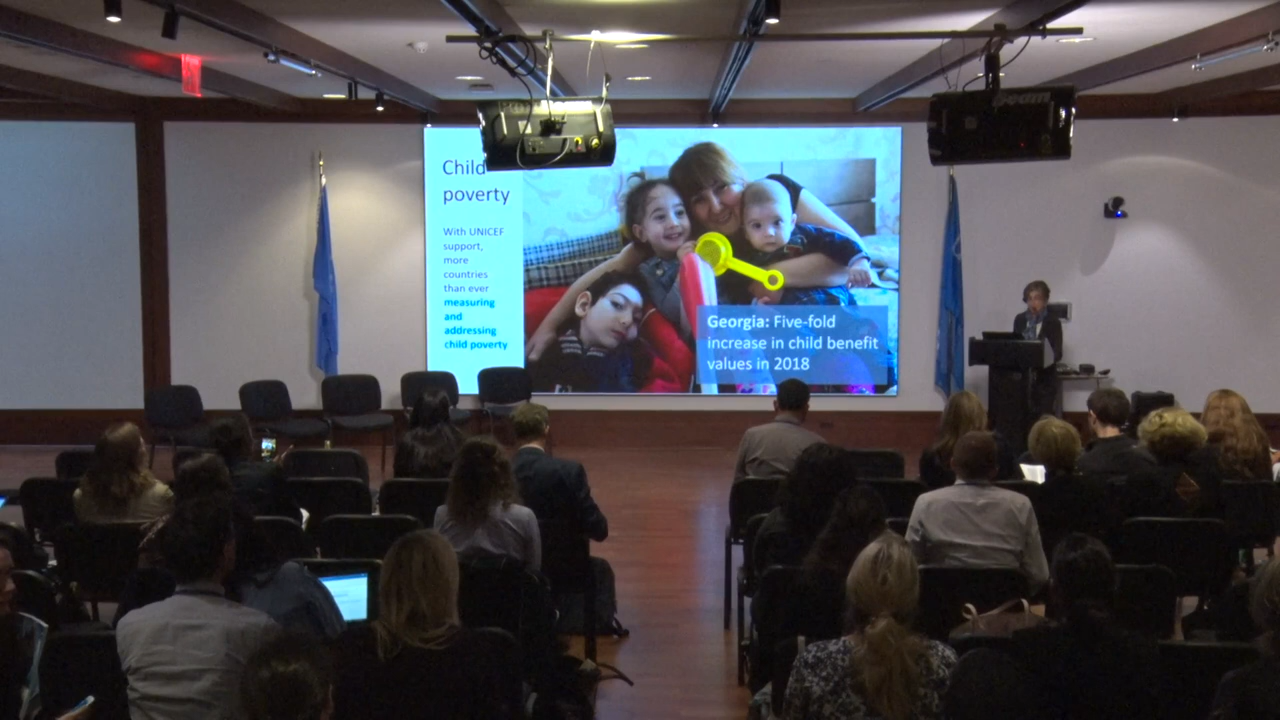 Child
poverty
With UNICEF
support,
more
countries
than ever
measuring
and
addressing
child poverty
Georgia: Five-fold
increase in child benefit
values in 2018